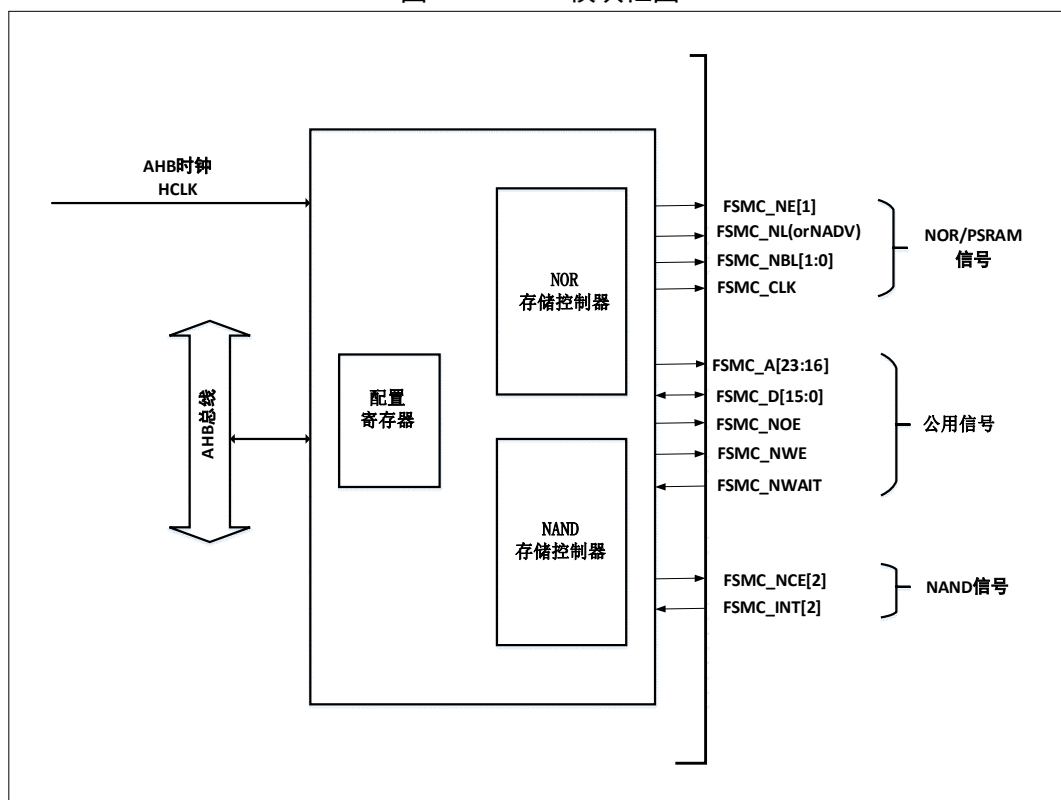 AHB时钟
HCLK
AHB总线
配置
寄存器
NOR
存储控制器
NAND
存储控制器
FSMC_NE[1]
FSMC_NL(orNADV)
FSMC_NBL[1:0]
FSMC_CLK
NOR/PSRAM
信号
FSMC_A[23:16]
FSMC_D[15:0]
FSMC_NOE
FSMC_NWE
FSMC_NWAIT
公用信号
FSMC_NCE[2]
FSMC_INT[2]
NAND信号